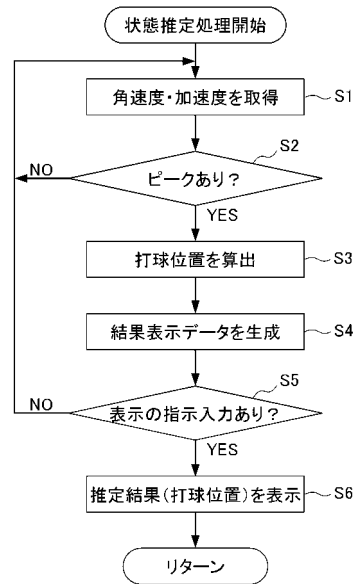 状態推定処理開始
角速度・加速度を取得
S1
S2
ピークあり?
NO
YES
打球位置を算出
S3
結果表示データを生成
S4
S5
表示の指示入力あり?
NO
YES
推定結果(打球位置)を表示
S6
リターン